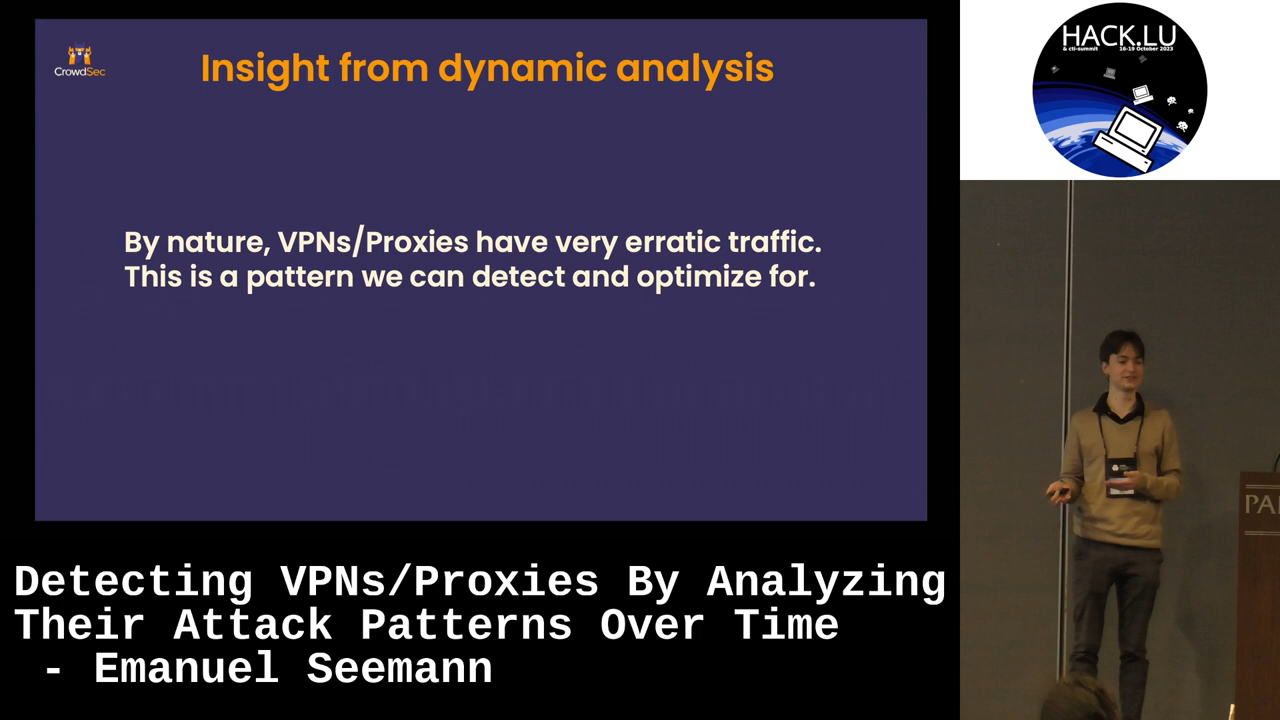 CrowdSec
Insight from dynamic analysis
By nature, VPNs/Proxies have very erratic traffic.
This is a pattern we can detect and optimize for.
HACK.LU
& cti-summit 16-19 October 2023
PA
Detecting VPNs/Proxies By Analyzing
Their Attack Patterns Over Time
- Emanuel Seemann